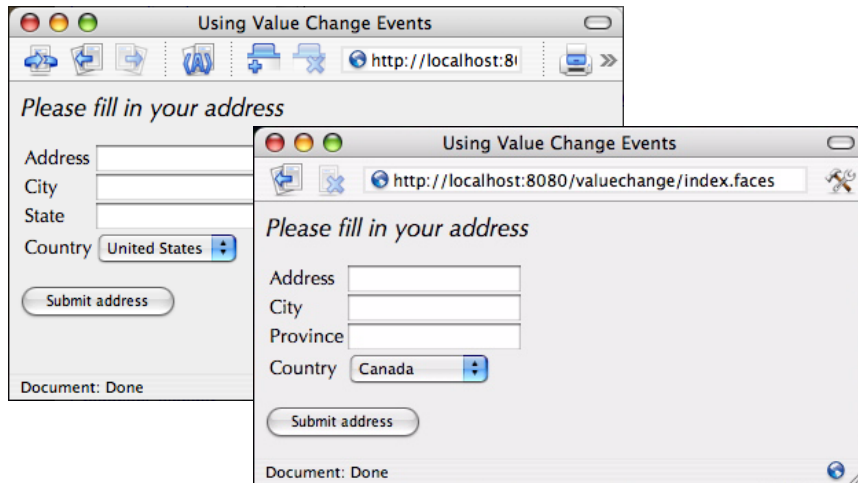 Using Value Change Events
http://localhost:8
Please fill in your address
Address
City
State
Country United States
Submit address
Document: Done
Using Value Change Events
http://localhost:8080/valuechange/index.faces
Please fill in your address
Address
City
Province
Country Canada
Submit address
Document: Done